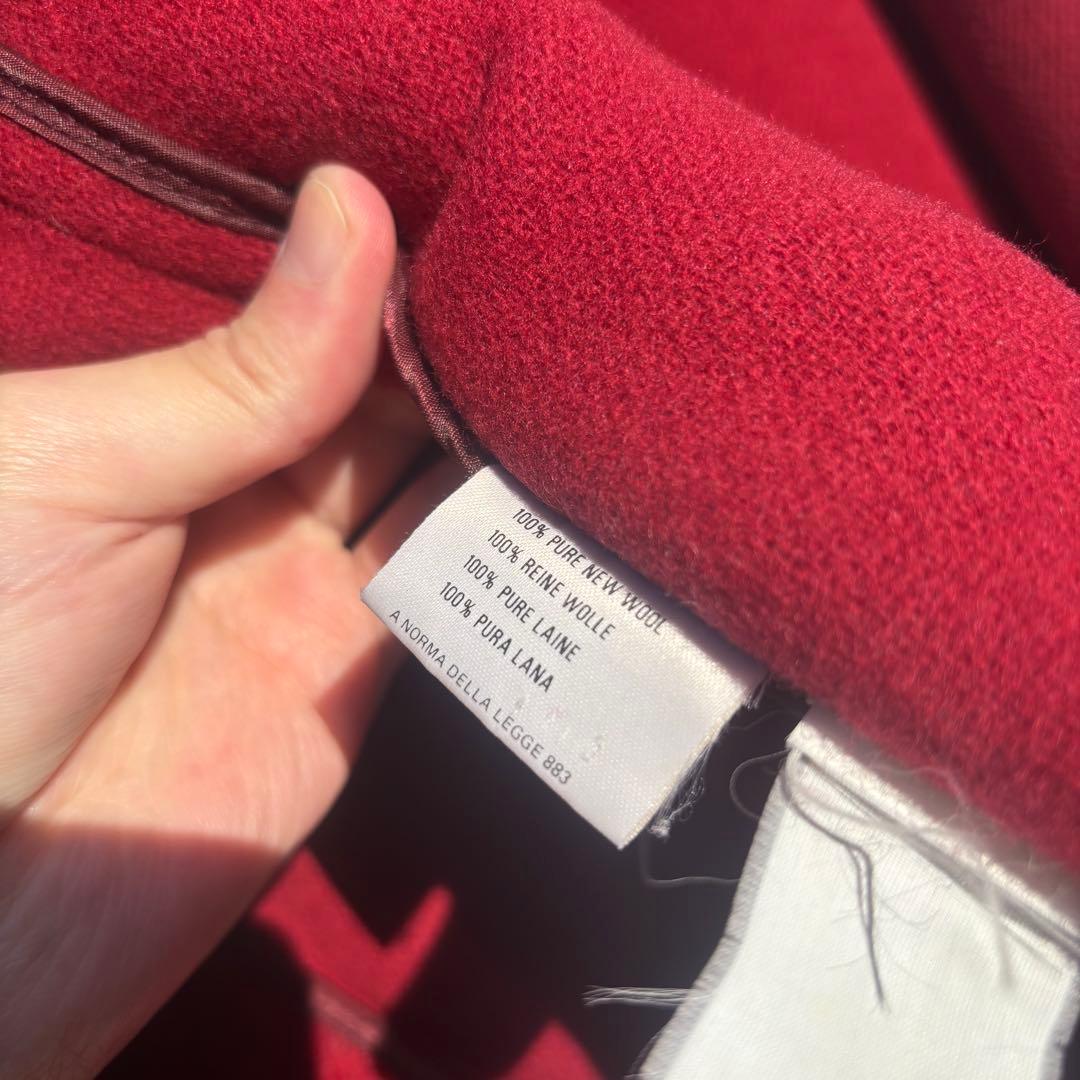 100% PURE NEW WOOL
100% REINE WOLLE
100% PURE LAINE
100% PURA LANA
A NORMA DELLA LEGGE 883